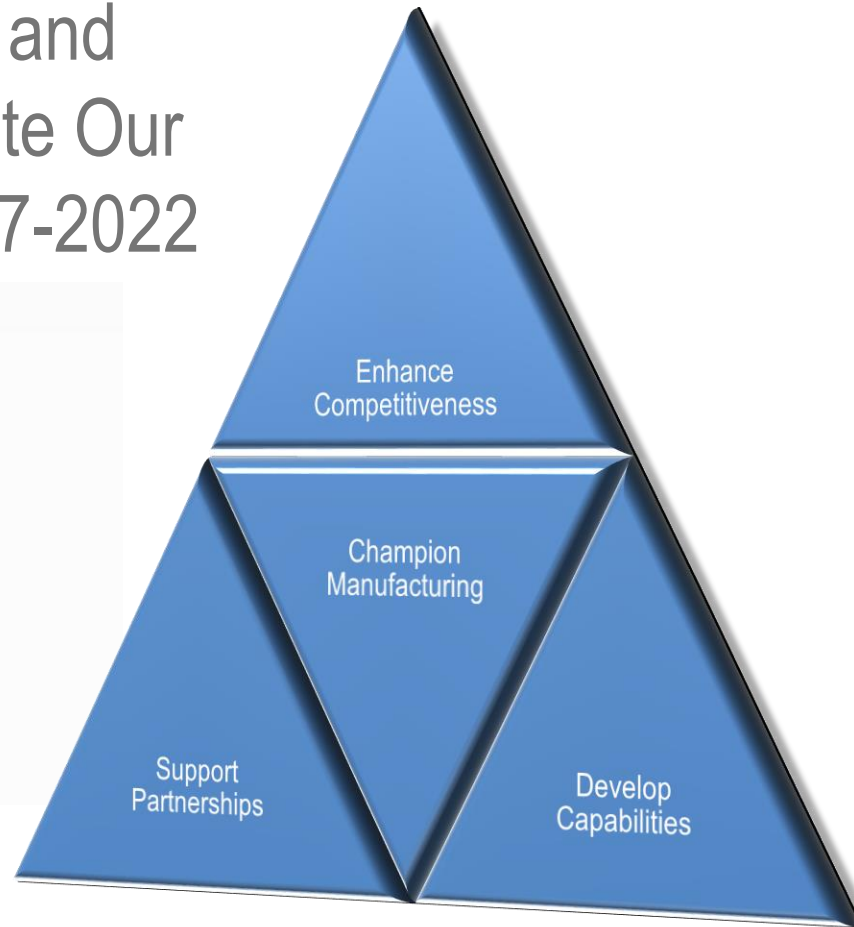 and
te Our
7-2022
Enhance
Competitiveness
Champion
Manufacturing
Support
Partnerships
Develop
Capabilities